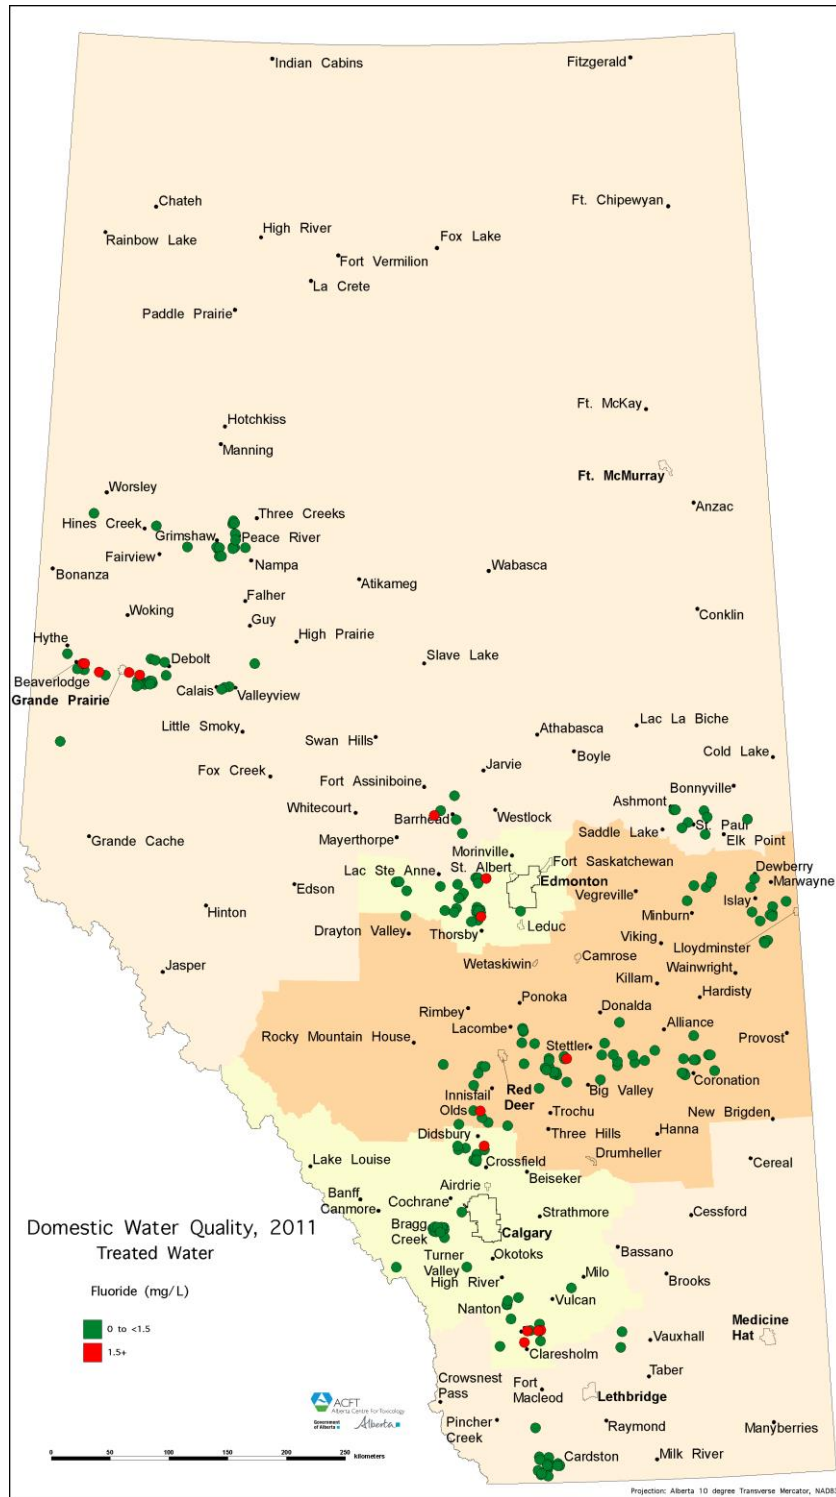 Indian Cabins
Fitzgerald
Chateh
Ft. Chipewyan
Rainbow Lake
High River
Fox Lake
Fort Vermilion
La Crete
Paddle Prairie
Ft. McKay
Hotchkiss
Manning
Ft. McMurray
Worsley
Anzac
Three Creeks
Hines Creek
Grimshaw
Peace River
Fairview
Nampa
Bonanza
Wabasca
Atikameg
Falher
Woking
Conklin
Guy
Hythe
High Prairie
Debolt
Slave Lake
Beaverlodge
Calais
Valleyview
Grande Prairie
Little Smoky
Athabasca
Lac La Biche
Swan Hills
Boyle
Cold Lake
Jarvie
Fox Creek
Fort Assiniboine
Bonnyville
Ashmont
Whitecourt
Barrhead
Westlock
St. Paul
Saddle Lake
Elk Point
Grande Cache
Mayerthorpe
Morinville
Lac Ste Anne
St. Albert
Fort Saskatchewan
Dewberry
Edmonton
Marwayne
Edson
Vegreville
Islay
Hinton
Minburn
Drayton Valley
Thorsby
Leduc
Viking
Lloydminster
Jasper
Wetaskiwin
Camrose
Wainwright
Killam
Hardisty
Ponoka
Rimbey
Donalda
Lacombe
Alliance
Rocky Mountain House
Stettler
Provost
Red
Deer
Innisfail
Big Valley
Coronation
Olds
Trochu
New Brigden
Didsbury
Three Hills
Hanna
Drumheller
Lake Louise
Crossfield
Cereal
Beiseker
Airdrie
Banff
Canmore
Cochrane
Strathmore
Cessford
Domestic Water Quality, 2011
Treated Water
Bragg
Creek
Calgary
Turner
Valley
Okotoks
Bassano
High River
Milo
Brooks
Fluoride (mg/L)
Nanton
Vulcan
0 to <1.5
1.5+
Medicine
Hat
Vauxhall
Claresholm
Taber
Crowsnest
Pass
Fort
Macleod
Lethbridge
ACFT
Alberta Centre For Toxicology
Government
of Alberta
Alberta
Pincher
Creek
Raymond
Manyberries
Cardston
Milk River
0 50 100 150 200 250
kilometers
Projection: Alberta 10 degree Transverse Mercator, NAD8